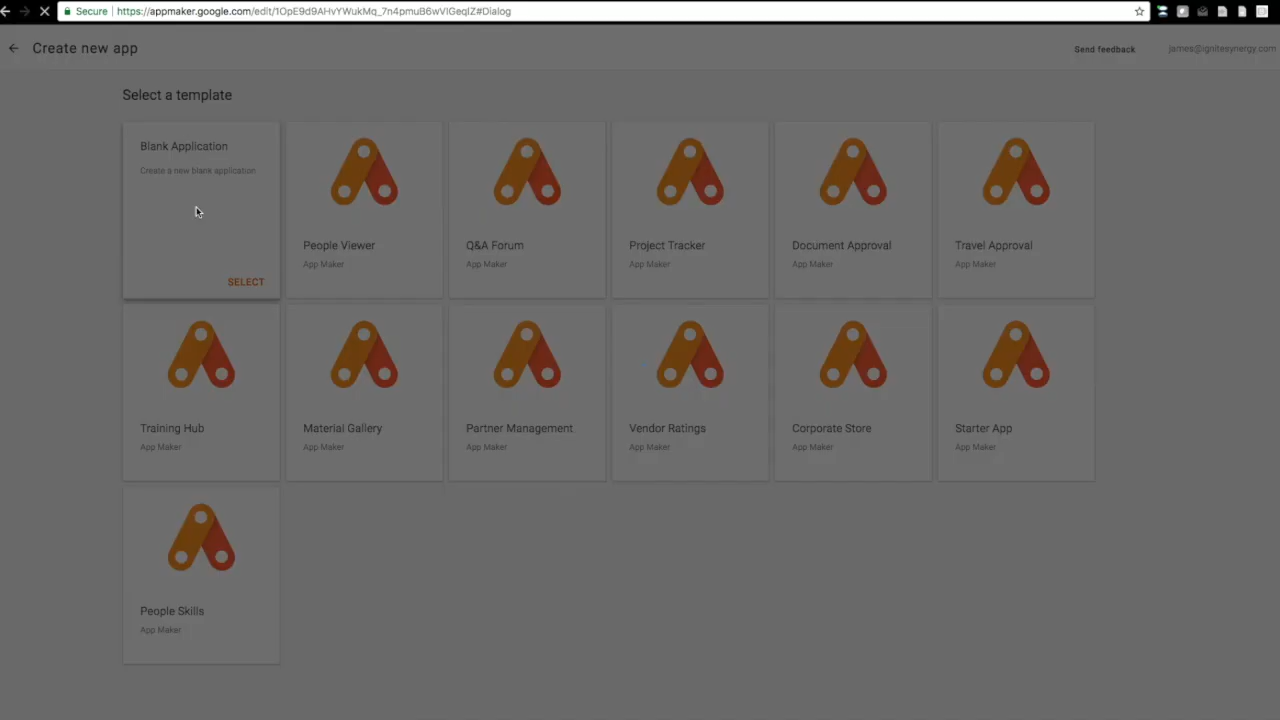 Secure https://appmaker.google.com/edit/1OpE9d9AHvYWukMq_7n4pmuB6wVIGeqIZ#Dialog
Create new app
Send feedback
james@ignitesynergy.com
Select a template
Blank Application
Create a new blank application
SELECT
People Viewer
App Maker
Q&A Forum
App Maker
Project Tracker
App Maker
Document Approval
App Maker
Travel Approval
App Maker
Training Hub
App Maker
Material Gallery
App Maker
Partner Management
App Maker
Vendor Ratings
App Maker
Corporate Store
App Maker
Starter App
App Maker
People Skills
App Maker